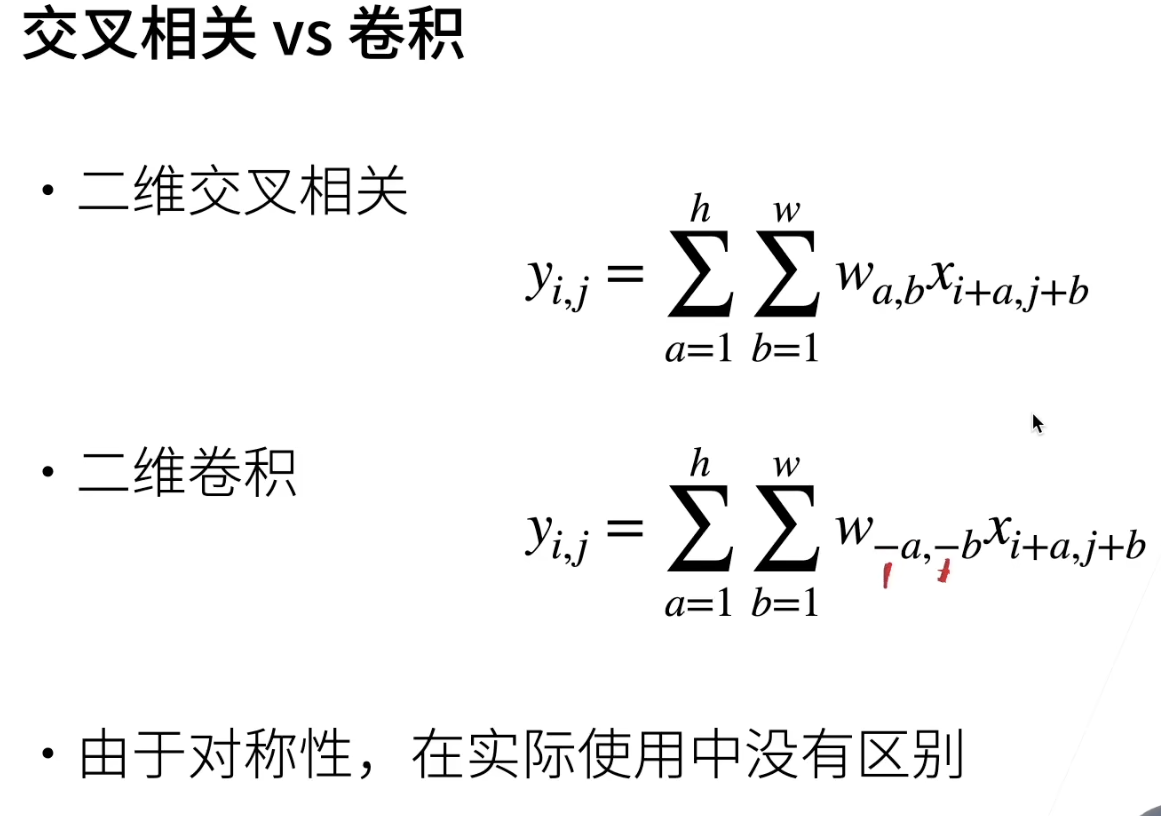 交叉相关 vs 卷积
• 二维交叉相关
$y_{i,j} = \sum_{a=1}^{h} \sum_{b=1}^{w} w_{a,b} x_{i+a,j+b}$
• 二维卷积
$y_{i,j} = \sum_{a=1}^{h} \sum_{b=1}^{w} w_{-a,-b} x_{i+a,j+b}$
• 由于对称性，在实际使用中没有区别